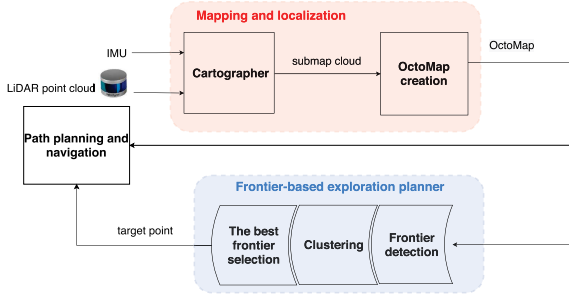 Mapping and localization
IMU
LiDAR point cloud
Cartographer
submap cloud
OctoMap
creation
OctoMap
Path planning and
navigation
Frontier-based exploration planner
target point
The best
frontier
selection
Clustering
Frontier
detection